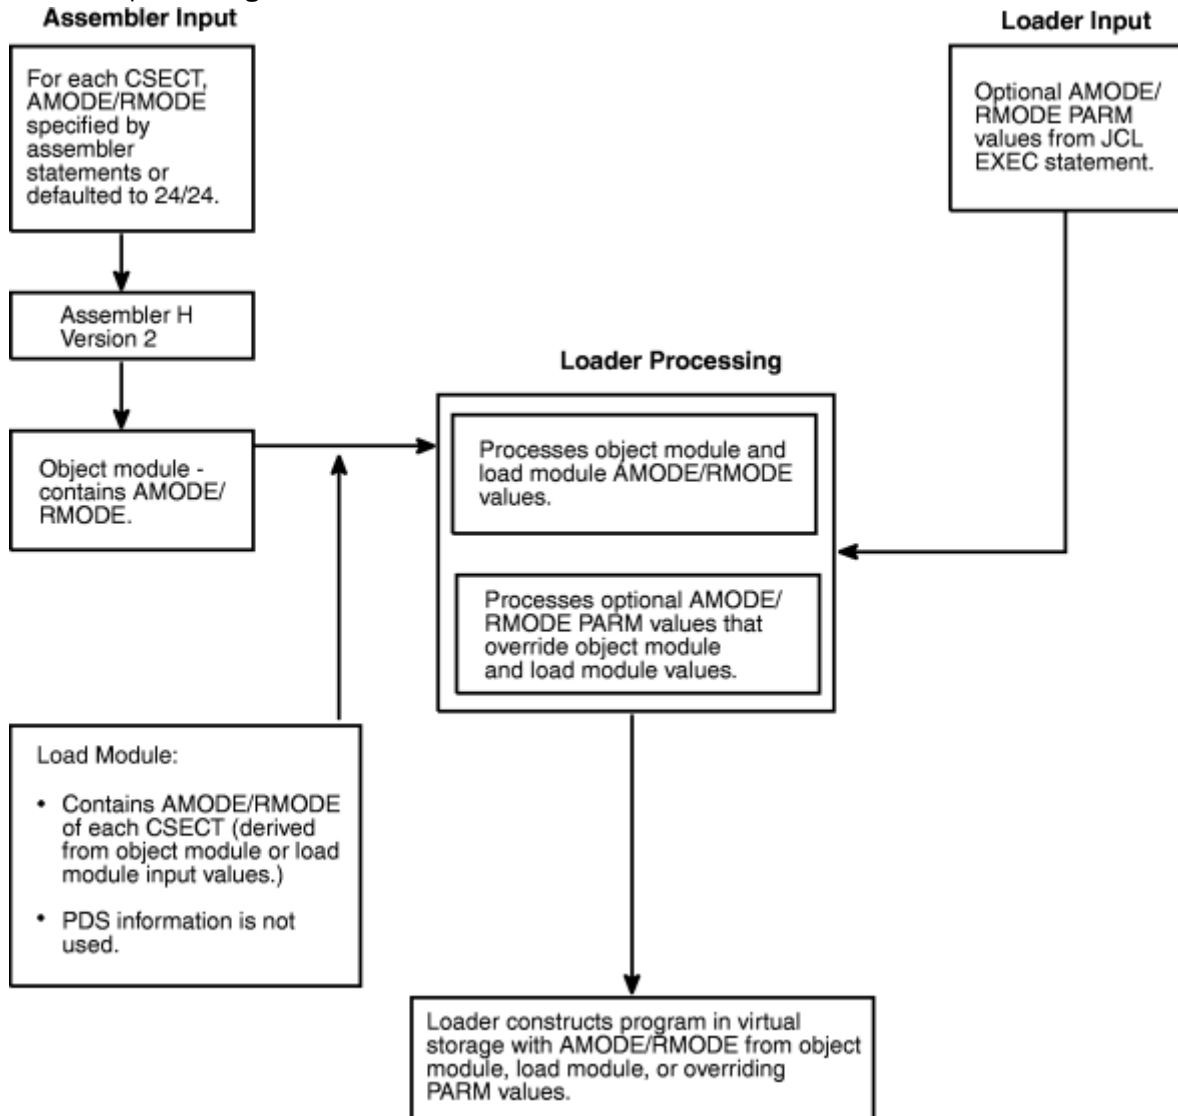 Assembler Input
For each CSECT,
AMODE/RMODE
specified by
assembler
statements or
defaulted to 24/24.
Assembler H
Version 2
Object module -
contains AMODE/
RMODE.
Load Module:
• Contains AMODE/RMODE
of each CSECT (derived
from object module or load
module input values.)
• PDS information is not
used.
Loader Input
Optional AMODE/
RMODE PARM
values from JCL
EXEC statement.
Loader Processing
Processes object module and
load module AMODE/RMODE
values.
Processes optional AMODE/
RMODE PARM values that
override object module
and load module values.
Loader constructs program in virtual
storage with AMODE/RMODE from object
module, load module, or overriding
PARM values.